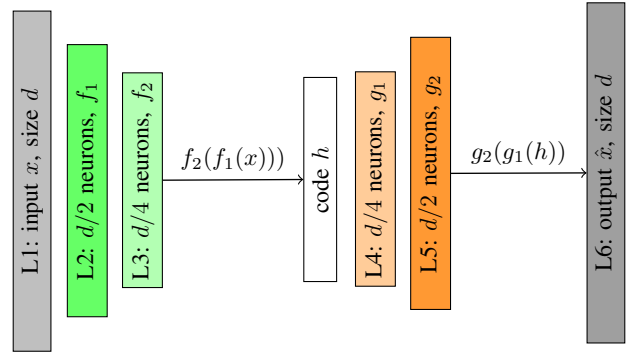 L1: input x, size d
L2: d/2 neurons, f₁
L3: d/4 neurons, f₂
f₂(f₁(x)))
code h
L4: d/4 neurons, g₁
L5: d/2 neurons, g₂
g₂(g₁(h))
L6: output x̂, size d